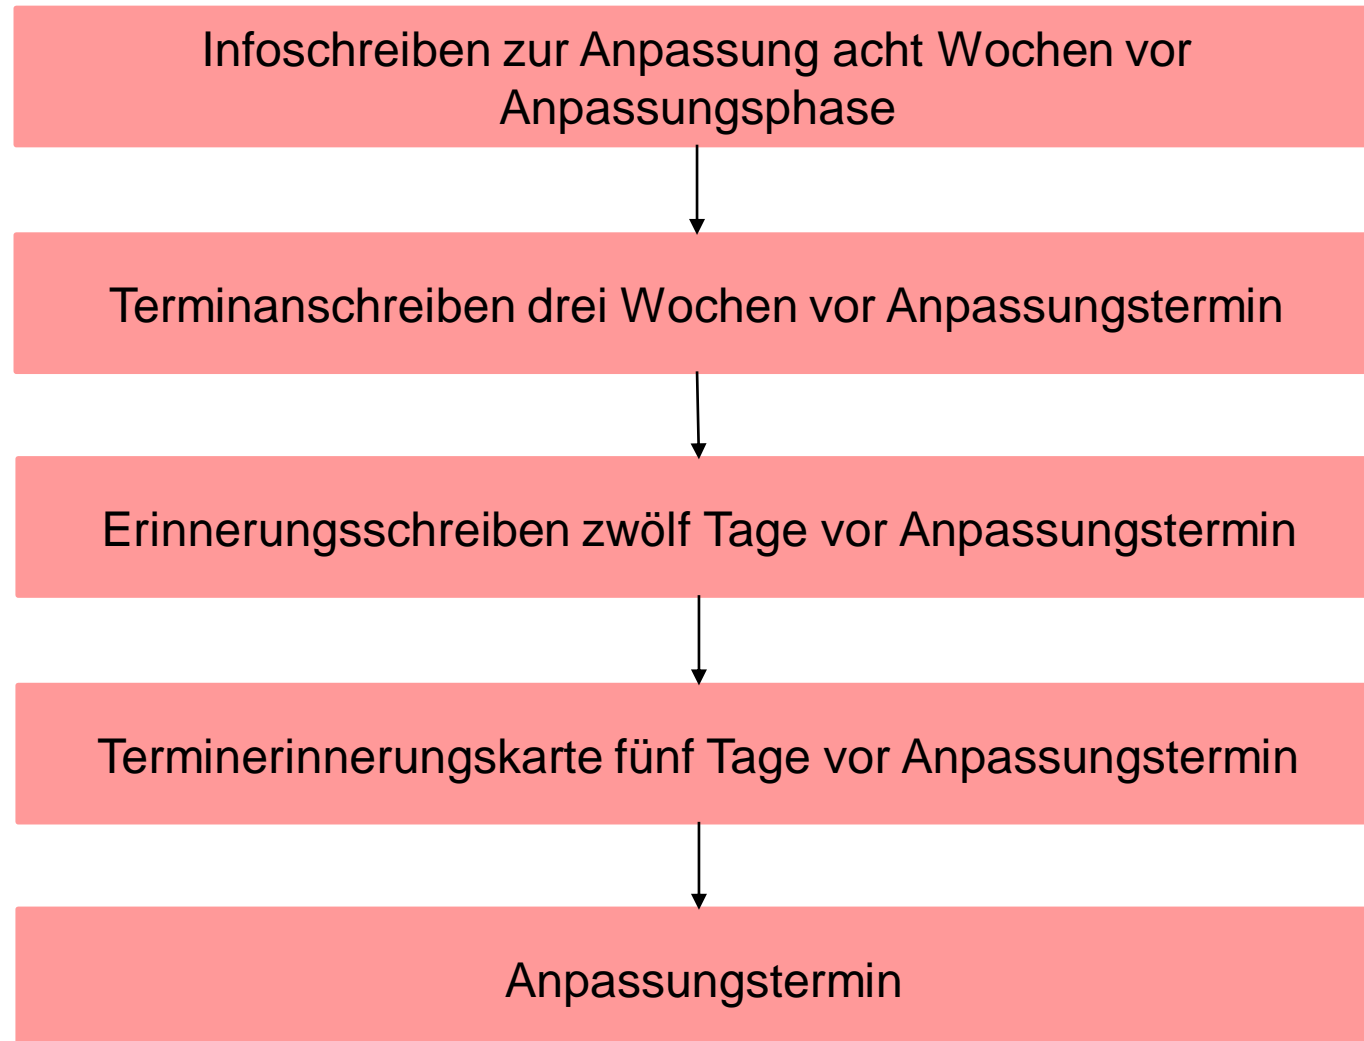 Infoschreiben zur Anpassung acht Wochen vor
Anpassungsphase
Terminanschreiben drei Wochen vor Anpassungstermin
Erinnerungsschreiben zwölf Tage vor Anpassungstermin
Terminerinnerungskarte fünf Tage vor Anpassungstermin
Anpassungstermin